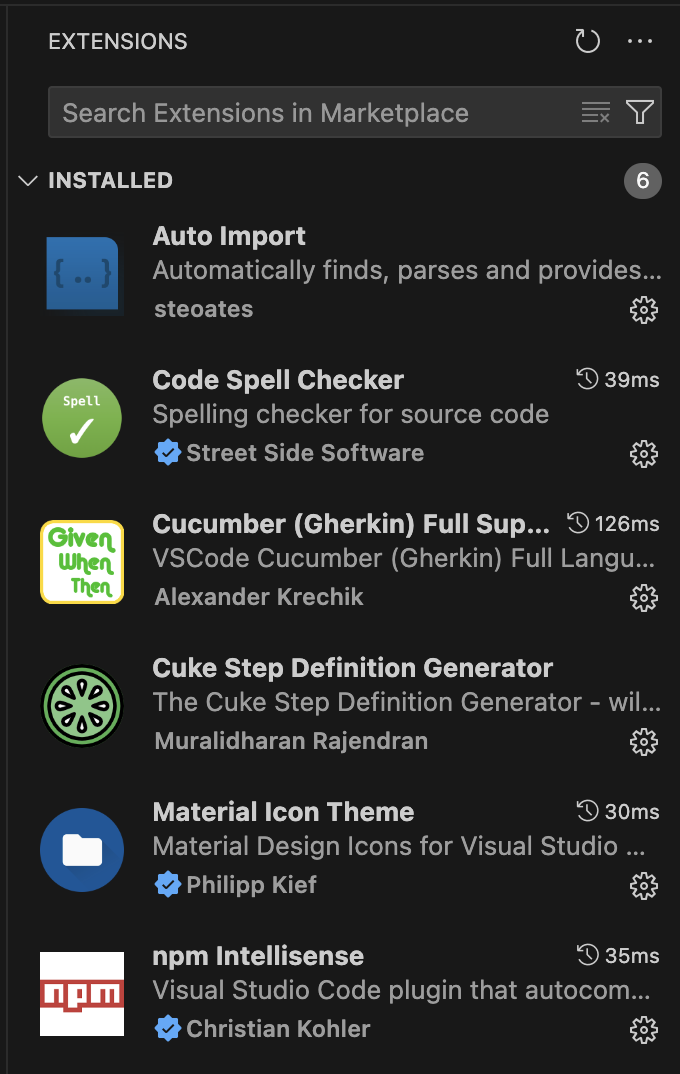 EXTENSIONS
Search Extensions in Marketplace
INSTALLED 6
{..}
Auto Import
Automatically finds, parses and provides...
steoates
Spell
Code Spell Checker 39ms
Spelling checker for source code
Street Side Software
Given
When
Then
Cucumber (Gherkin) Full Sup... 126ms
VSCode Cucumber (Gherkin) Full Langu...
Alexander Krechik
Cuke Step Definition Generator
The Cuke Step Definition Generator - wil...
Muralidharan Rajendran
Material Icon Theme 30ms
Material Design Icons for Visual Studio ...
Philipp Kief
npm
npm Intellisense 35ms
Visual Studio Code plugin that autocom...
Christian Kohler